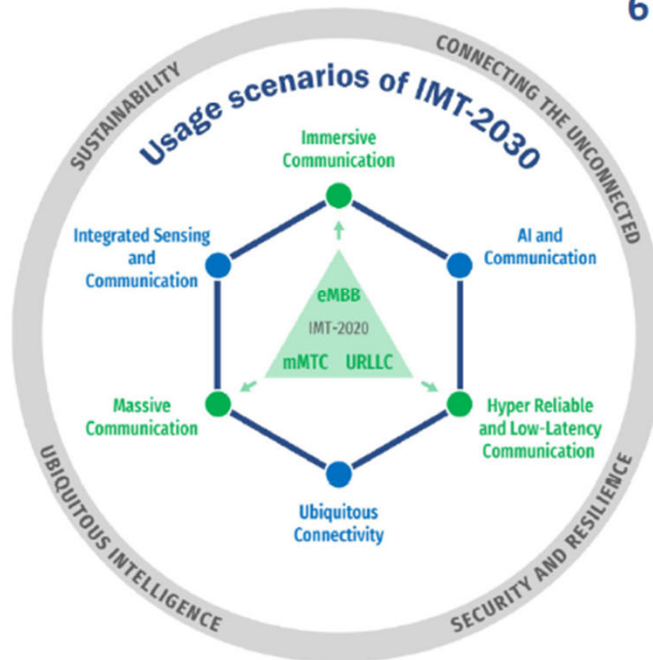 6
SUSTAINABILITY
CONNECTING THE UNCONNECTED
Usage scenarios of IMT-2030
Immersive
Communication
Integrated Sensing
and
Communication
AI and
Communication
eMBB
IMT-2020
mMTC URLLC
Massive
Communication
Hyper Reliable
and Low-Latency
Communication
Ubiquitous
Connectivity
UBIQUITOUS INTELLIGENCE
SECURITY AND RESILIENCE